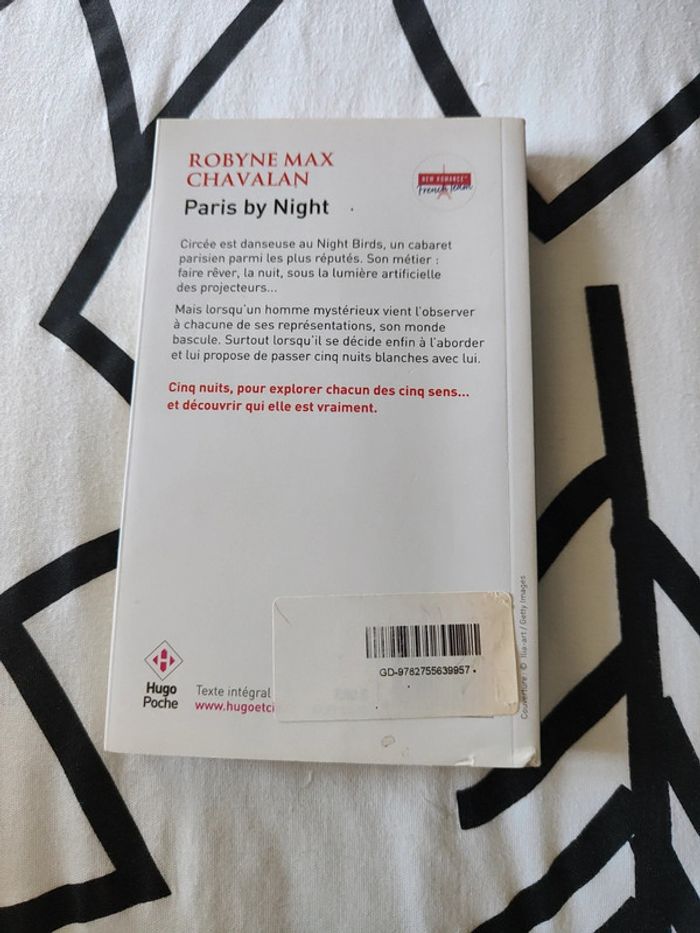 ROBYNE MAX
CHAVALAN
Paris by Night
NEW ROMANCE
French Team
Circée est danseuse au Night Birds, un cabaret
parisien parmi les plus réputés. Son métier :
faire rêver, la nuit, sous la lumière artificielle
des projecteurs...
Mais lorsqu'un homme mystérieux vient l'observer
à chacune de ses représentations, son monde
bascule. Surtout lorsqu'il se décide enfin à l'aborder
et lui propose de passer cinq nuits blanches avec lui.
Cinq nuits, pour explorer chacun des cinq sens...
et découvrir qui elle est vraiment.
GD-9782755639957
Hugo
Poche
Texte intégral
www.hugoetci
Couverture : © Ilia-art / Getty Images